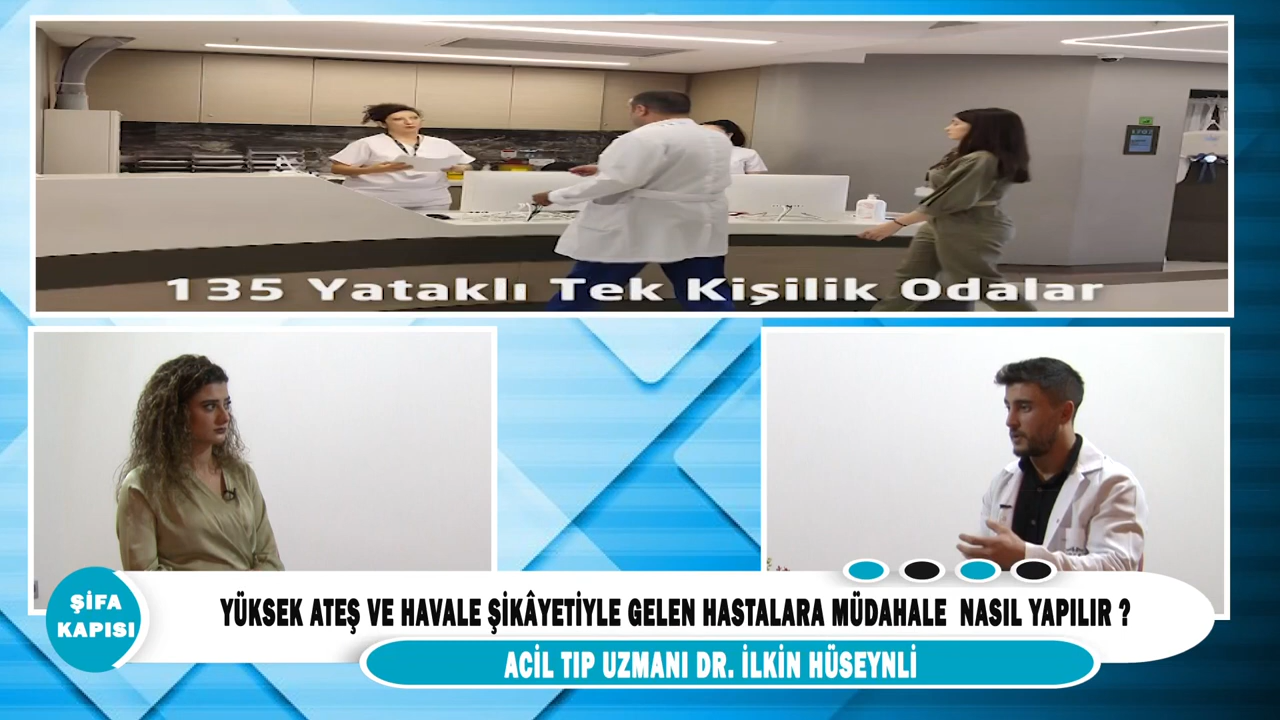 135 Yataklı Tek Kişilik Odalar
ŞİFA
KAPISI
YÜKSEK ATEŞ VE HAVALE ŞİKÂYETİYLE GELEN HASTALARA MÜDAHALE  NASIL YAPILIR ?
ACİL TIP UZMANI DR. İLKİN HÜSEYNLİ